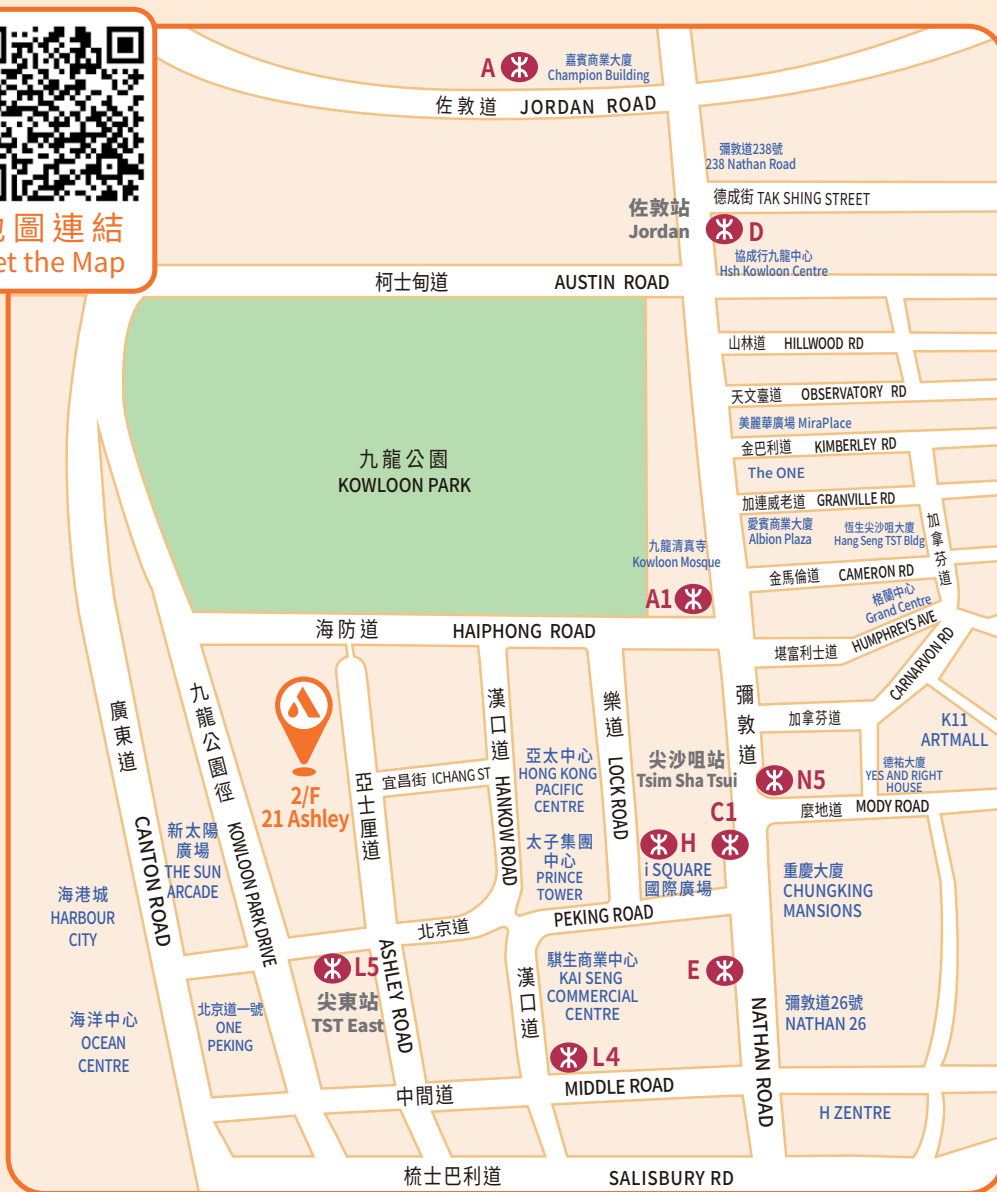 圖連結
et the Map
A
嘉賓商業大廈
Champion Building
佐敦道 JORDAN ROAD
彌敦道238號
238 Nathan Road
德成街 TAK SHING STREET
佐敦站
Jordan
D
協成行九龍中心
Hsh Kowloon Centre
柯士甸道 AUSTIN ROAD
山林道 HILLWOOD RD
天文臺道 OBSERVATORY RD
美麗華廣場 MiraPlace
金巴利道 KIMBERLEY RD
九龍公園
KOWLOON PARK
The ONE
加連威老道 GRANVILLE RD
愛賓商業大廈
Albion Plaza
恆生尖沙咀大廈
Hang Seng TST Bldg
加拿芬道
九龍清真寺
Kowloon Mosque
金馬倫道 CAMERON RD
A1
格蘭中心
Grand Centre
海防道 HAIPHONG ROAD
堪富利士道 HUMPHREYS AVE
CARNARVON RD
廣東道
CANTON ROAD
九龍公園徑
KOWLOON PARK DRIVE
2/F
21 Ashley
亞士厘道
ASHLEY ROAD
宜昌街 ICHANG ST
漢口道
HANKOW ROAD
亞太中心
HONG KONG
PACIFIC
CENTRE
樂道
LOCK ROAD
尖沙咀站
Tsim Sha Tsui
彌敦道
加拿芬道
K11
ARTMALL
德祐大廈
YES AND RIGHT
HOUSE
N5
麼地道 MODY ROAD
C1
H
i SQUARE
國際廣場
太子集團
中心
PRINCE
TOWER
新太陽
廣場
THE SUN
ARCADE
海港城
HARBOUR
CITY
重慶大廈
CHUNGKING
MANSIONS
北京道 PEKING ROAD
L5
尖東站
TST East
漢口道
騏生商業中心
KAI SENG
COMMERCIAL
CENTRE
E
北京道一號
ONE
PEKING
海洋中心
OCEAN
CENTRE
彌敦道26號
NATHAN 26
NATHAN ROAD
L4
中間道 MIDDLE ROAD
H ZENTRE
梳士巴利道 SALISBURY RD